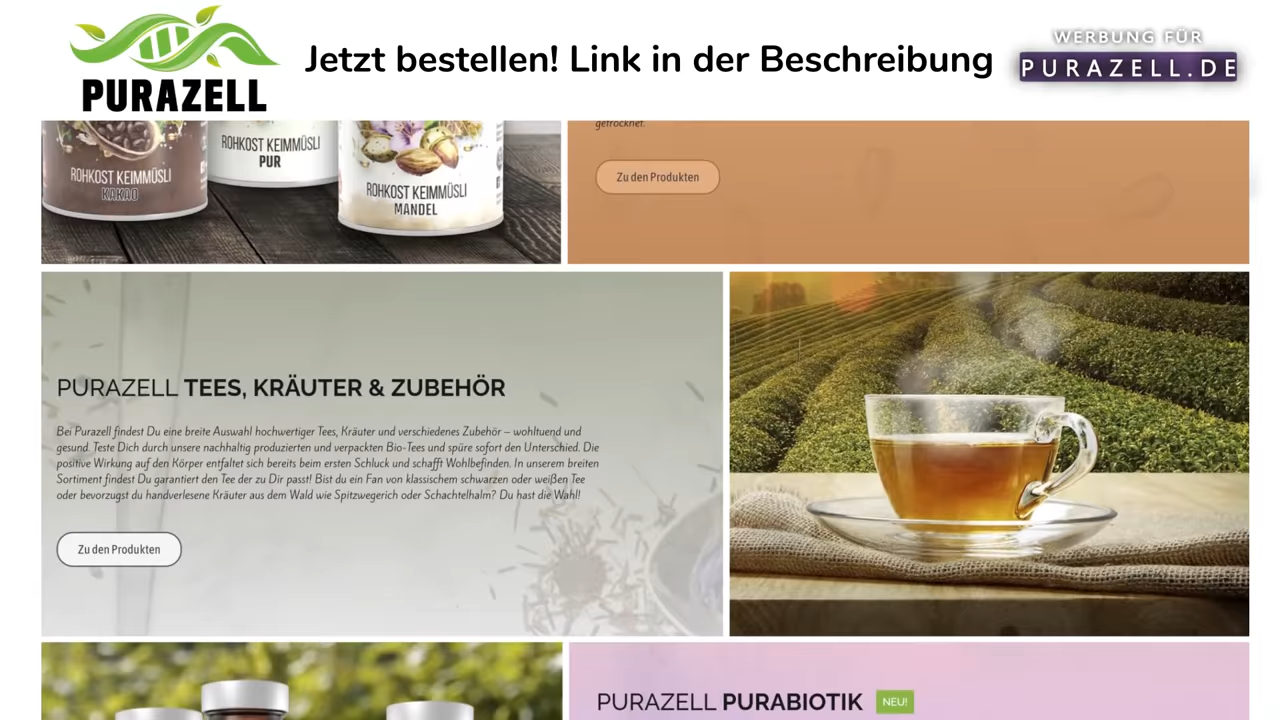 PURAZELL
Jetzt bestellen! Link in der Beschreibung
WERBUNG FÜR
PURAZELL.DE
ROHKOST KEIMMÜSLI
KAKAO
ROHKOST KEIMMÜSLI
PUR
ROHKOST KEIMMÜSLI
MANDEL
getrocknet.
Zu den Produkten
PURAZELL TEES, KRÄUTER & ZUBEHÖR
Bei Purazell findest Du eine breite Auswahl hochwertiger Tees, Kräuter und verschiedenes Zubehör – wohltuend und
gesund. Teste Dich durch unsere nachhaltig produzierten und verpackten Bio-Tees und spüre sofort den Unterschied. Die
positive Wirkung auf den Körper entfaltet sich bereits beim ersten Schluck und schafft Wohlbefinden. In unserem breiten
Sortiment findest Du garantiert den Tee der zu Dir passt! Bist du ein Fan von klassischem schwarzen oder weißen Tee
oder bevorzugst du handverlesene Kräuter aus dem Wald wie Spitzwegerich oder Schachtelhalm? Du hast die Wahl!
Zu den Produkten
PURAZELL PURABIOTIK NEU!